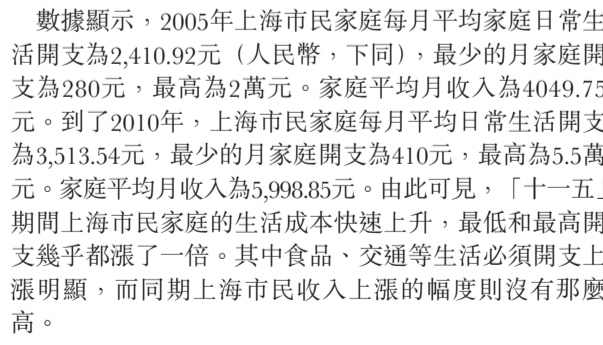 數據顯示，2005年上海市民家庭每月平均家庭日常生
活開支為2,410.92元（人民幣，下同），最少的月家庭開
支為280元，最高為2萬元。家庭平均月收入為4049.75
元。到了2010年，上海市民家庭每月平均日常生活開支
為3,513.54元，最少的月家庭開支為410元，最高為5.5萬
元。家庭平均月收入為5,998.85元。由此可見，「十一五」
期間上海市民家庭的生活成本快速上升，最低和最高開
支幾乎都漲了一倍。其中食品、交通等生活必須開支上
漲明顯，而同期上海市民收入上漲的幅度則沒有那麼
高。